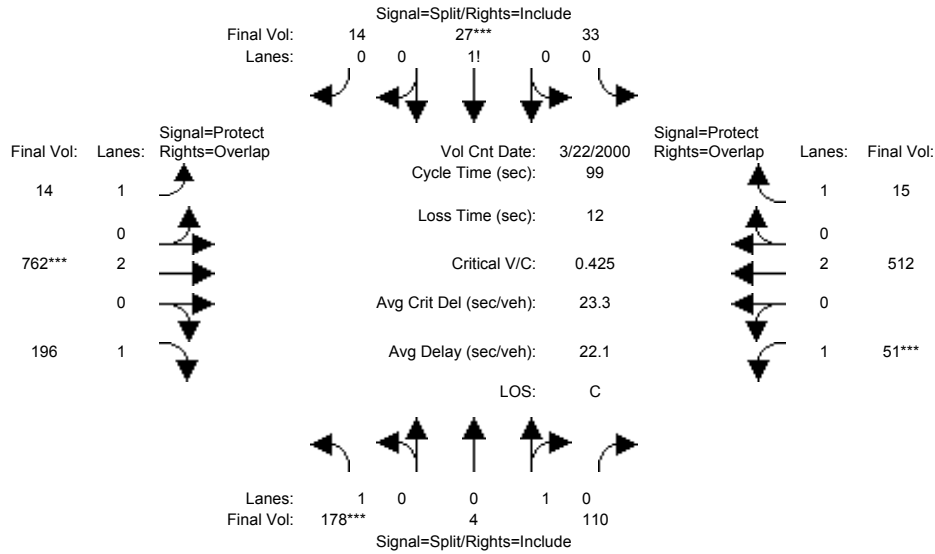 Signal=Split/Rights=Include
Final Vol: 14 27*** 33
Lanes: 0 0 1! 0 0
Signal=Protect
Rights=Overlap
Final Vol: Lanes:
Vol Cnt Date: 3/22/2000
Signal=Protect
Rights=Overlap
Lanes: Final Vol:
Cycle Time (sec): 99
14 1
1 15
Loss Time (sec): 12
0
0
762*** 2
Critical V/C: 0.425
2 512
0
Avg Crit Del (sec/veh): 23.3
0
196 1
Avg Delay (sec/veh): 22.1
1 51***
LOS: C
Lanes: 1 0 0 1 0
Final Vol: 178*** 4 110
Signal=Split/Rights=Include